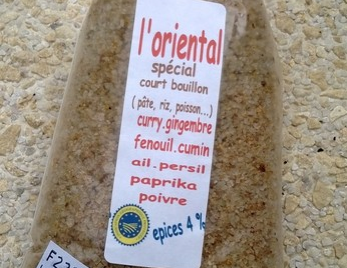 l'oriental
spécial
court bouillon
( pâte, riz, poisson...)
curry.gingembre
fenouil.cumin
ail.persil
paprika
poivre
epices 4 %